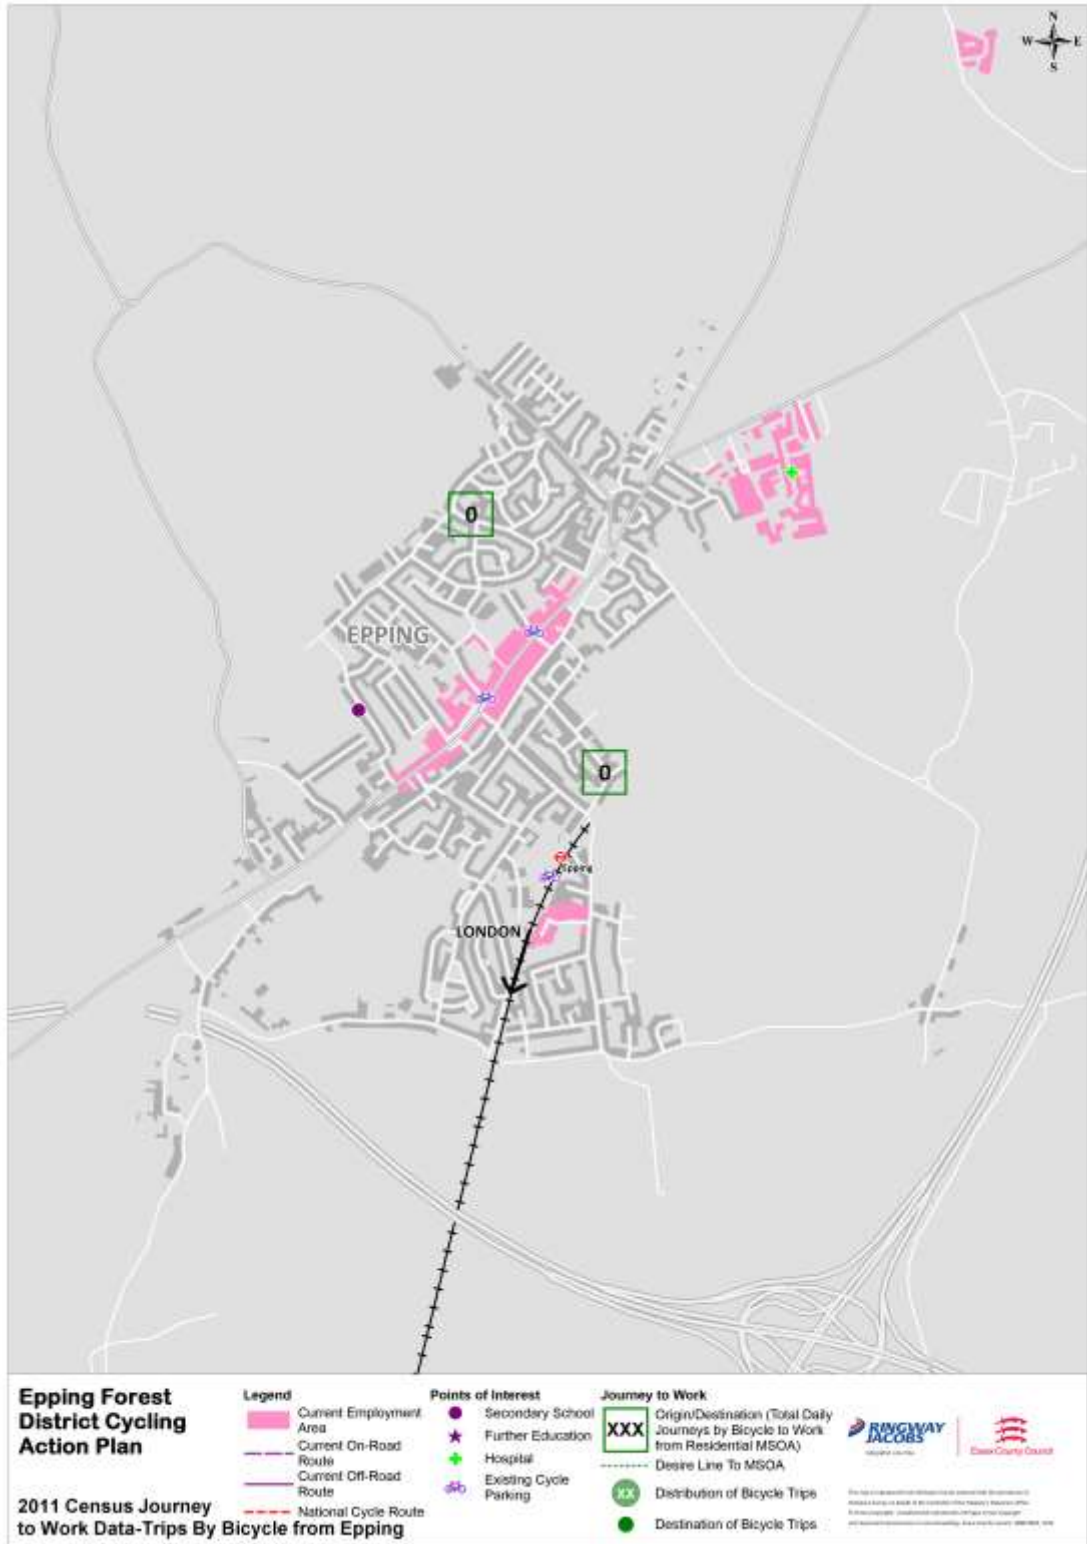 N
W E
S
0
EPPING
0
Epping
LONDON
Epping Forest
District Cycling
Action Plan
2011 Census Journey
to Work Data-Trips By Bicycle from Epping
Legend
Current Employment
Area
Current On-Road
Route
Current Off-Road
Route
National Cycle Route
Points of Interest
Secondary School
Further Education
Hospital
Existing Cycle
Parking
Journey to Work
XXX
Origin/Destination (Total Daily
Journeys by Bicycle to Work
from Residential MSOA)
Desire Line To MSOA
XX
Distribution of Bicycle Trips
Destination of Bicycle Trips
RINGWAY
JACOBS
Essex County Council